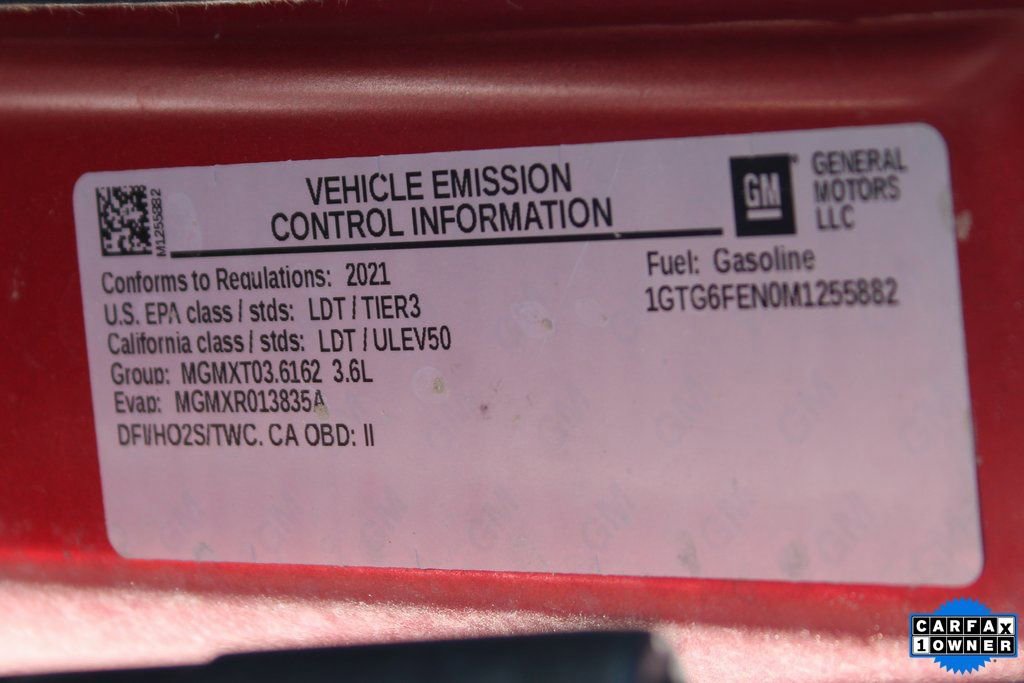 M1255882
VEHICLE EMISSION
CONTROL INFORMATION
GM
GENERAL
MOTORS
LLC
Conforms to Regulations: 2021
U.S. EPA class / stds: LDT / TIER3
California class / stds: LDT / ULEV50
Group: MGMXT03.6162 3.6L
Evap: MGMXR013835A
DFI/HO2S/TWC. CA OBD: II
Fuel: Gasoline
1GTG6FEN0M1255882
CARFAX
1 OWNER